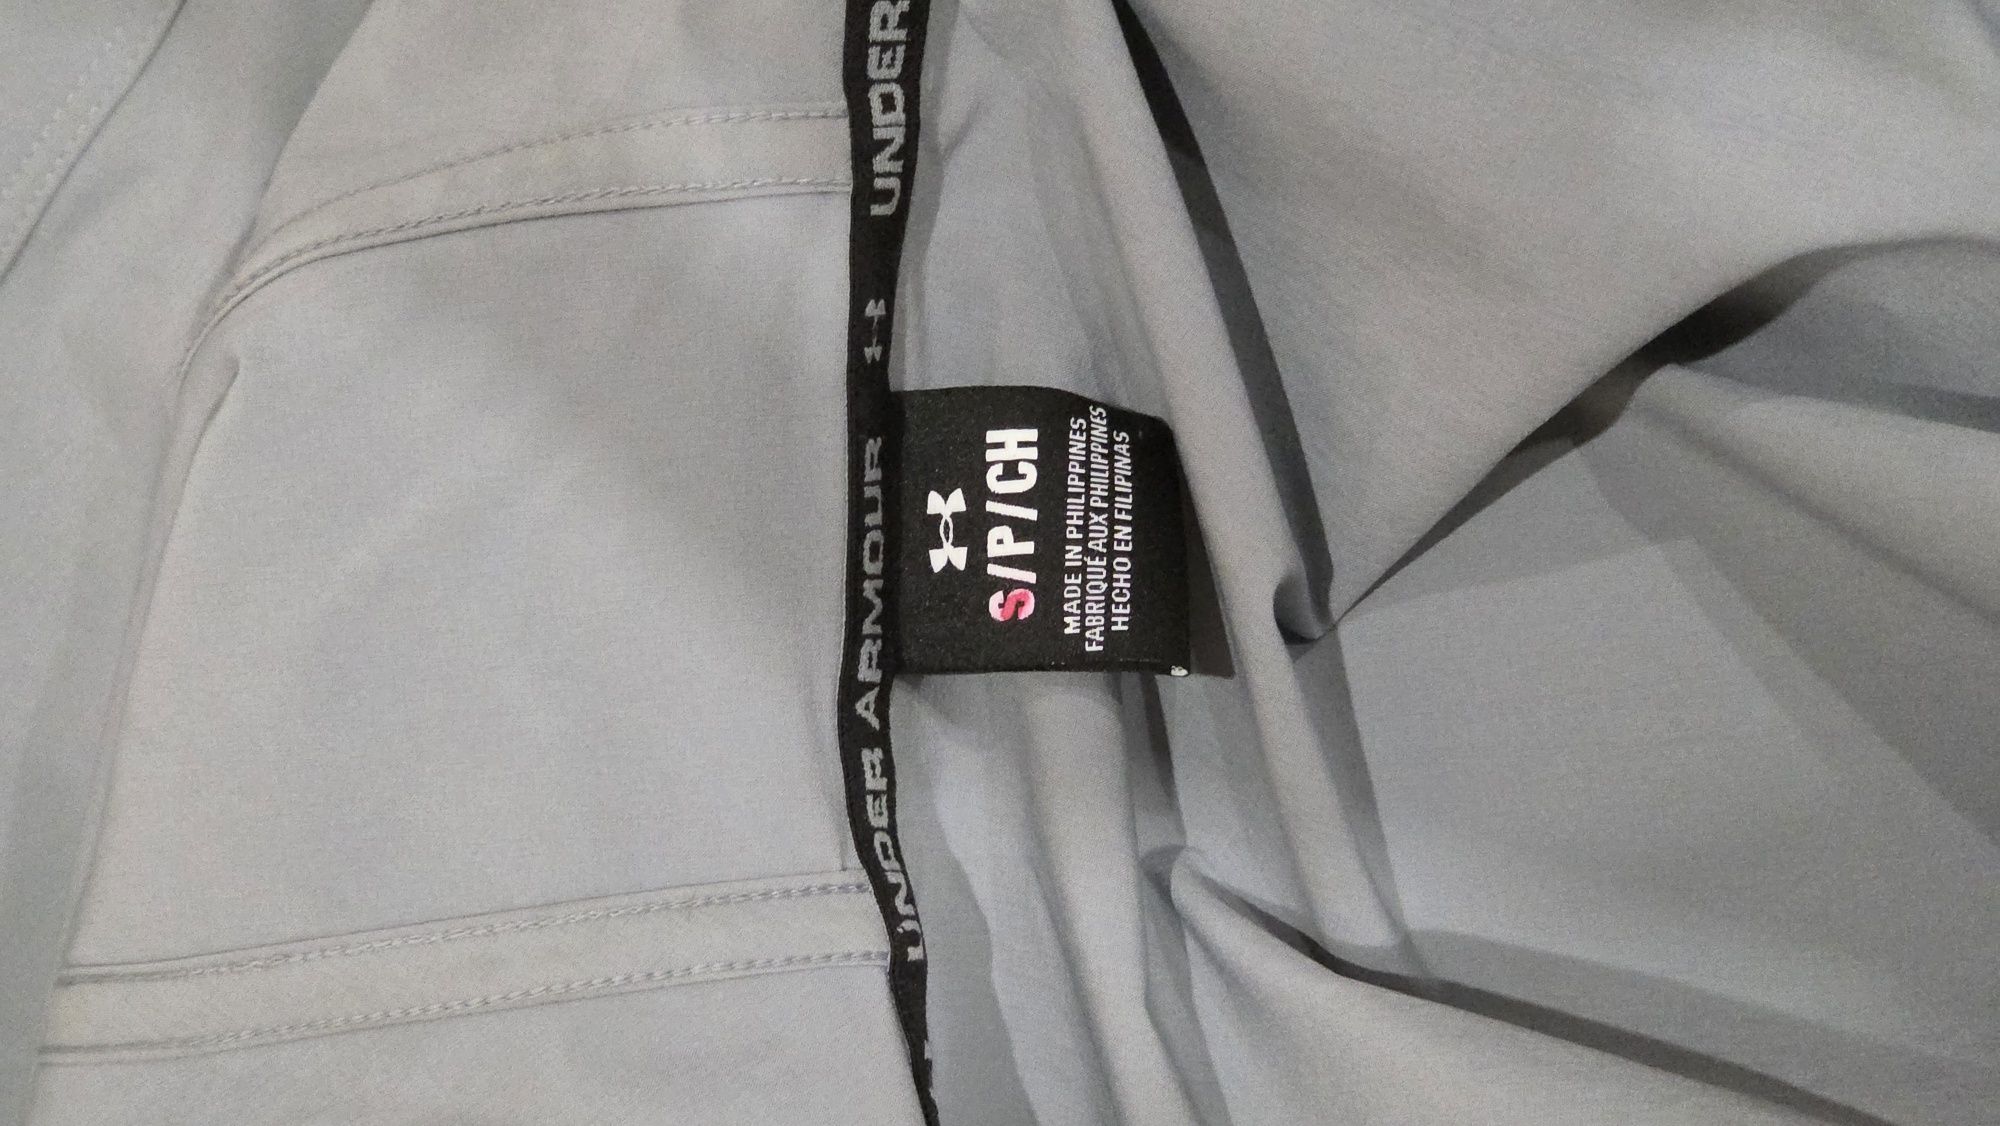 UNDER ARMOUR
UNDER
S/P/CH
MADE IN PHILIPPINES
FABRIQUÉ AUX PHILIPPINES
HECHO EN FILIPINAS